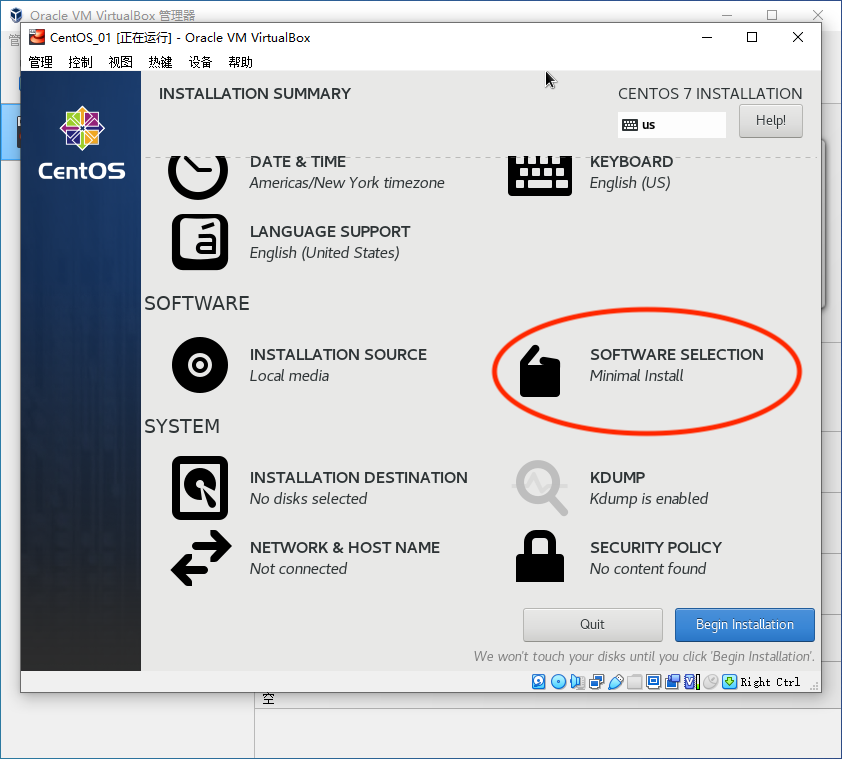 Oracle VM VirtualBox 管理器
CentOS_01 [正在运行] - Oracle VM VirtualBox
管理 控制 视图 热键 设备 帮助
INSTALLATION SUMMARY
CENTOS 7 INSTALLATION
us
Help!
CentOS
DATE & TIME
Americas/New York timezone
KEYBOARD
English (US)
LANGUAGE SUPPORT
English (United States)
SOFTWARE
INSTALLATION SOURCE
Local media
SOFTWARE SELECTION
Minimal Install
SYSTEM
INSTALLATION DESTINATION
No disks selected
KDUMP
Kdump is enabled
NETWORK & HOST NAME
Not connected
SECURITY POLICY
No content found
Quit
Begin Installation
We won't touch your disks until you click 'Begin Installation'.
Right Ctrl
空